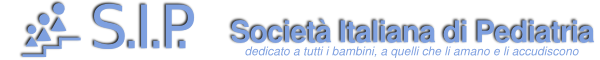 S.I.P. Società Italiana di Pediatria
dedicato a tutti i bambini, a quelli che li amano e li accudiscono